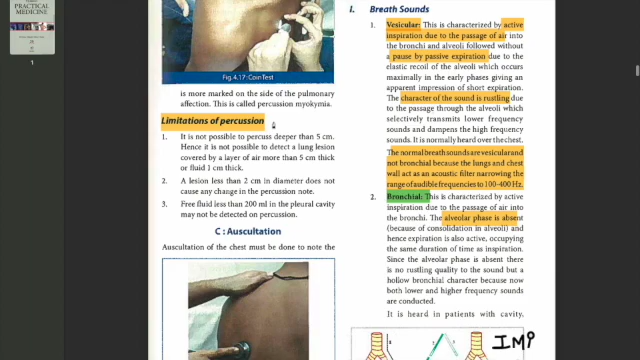 PRACTICAL
MEDICINE
1
Fig.4.17: Coin Test
is more marked on the side of the pulmonary
affection. This is called percussion myokymia.
Limitations of percussion
1. It is not possible to percuss deeper than 5 cm.
Hence it is not possible to detect a lung lesion
covered by a layer of air more than 5 cm thick
or fluid 1 cm thick.
2. A lesion less than 2 cm in diameter does not
cause any change in the percussion note.
3. Free fluid less than 200 ml in the pleural cavity
may not be detected on percussion.
C : Auscultation
Auscultation of the chest must be done to note the
I. Breath Sounds
1. Vesicular: This is characterized by active
inspiration due to the passage of air into
the bronchi and alveoli followed without
a pause by passive expiration due to the
elastic recoil of the alveoli which occurs
maximally in the early phases giving an
apparent impression of short expiration.
The character of the sound is rustling due
to the passage through the alveoli which
selectively transmits lower frequency
sounds and dampens the high frequency
sounds. It is normally heard over the chest.
The normal breath sounds are vesicular and
not bronchial because the lungs and chest
wall act as an acoustic filter narrowing the
range of audible frequencies to 100-400 Hz.
2. Bronchial: This is characterized by active
inspiration due to the passage of air into
the bronchi. The alveolar phase is absent
(because of consolidation in alveoli) and
hence expiration is also active, occupying
the same duration of time as inspiration.
Since the alveolar phase is absent there
is no rustling quality to the sound but a
hollow bronchial character because now
both lower and higher frequency sounds
are conducted.
It is heard in patients with cavity,
IMP